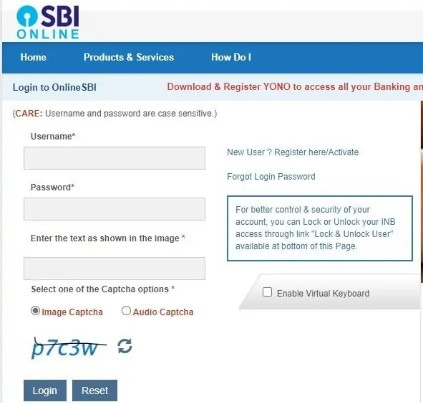 SBI
ONLINE
Home Products & Services How Do I
Login to OnlineSBI Download & Register YONO to access all your Banking an
(CARE: Username and password are case sensitive.)
Username*
New User ? Register here/Activate
Forgot Login Password
Password*
For better control & security of your
account, you can Lock or Unlock your INB
access through link "Lock & Unlock User"
available at bottom of this Page.
Enter the text as shown in the image *
Select one of the Captcha options *
Enable Virtual Keyboard
Image Captcha Audio Captcha
p7c3w
Login Reset